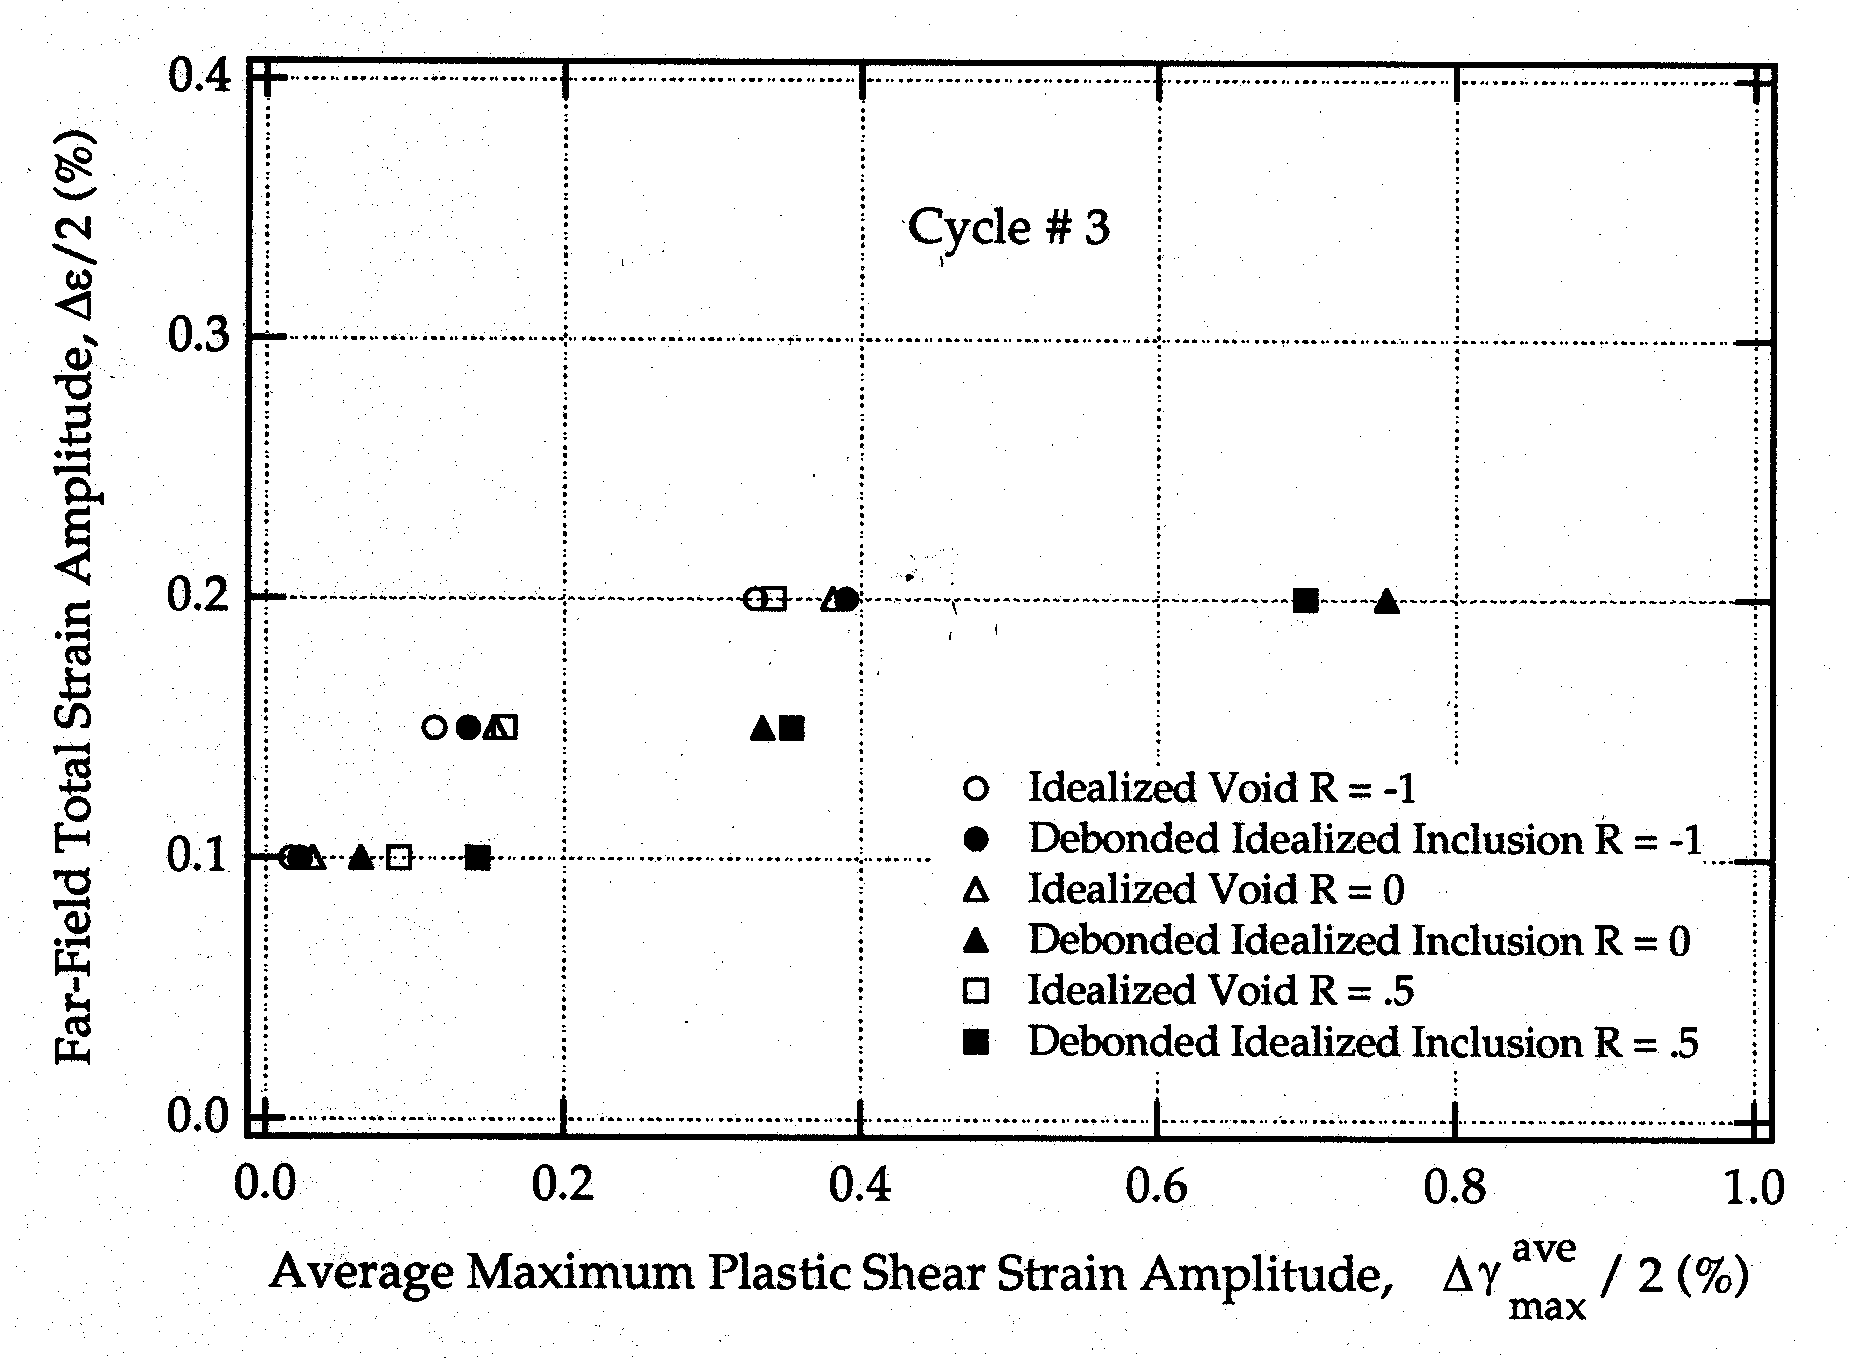 0.4
0.3
0.2
0.1
0.0
Far-Field Total Strain Amplitude, Δε/2 (%)
Cycle # 3
Idealized Void R = -1
Debonded Idealized Inclusion R = -1
Idealized Void R = 0
Debonded Idealized Inclusion R = 0
Idealized Void R = .5
Debonded Idealized Inclusion R = .5
0.0 0.2 0.4 0.6 0.8 1.0
Average Maximum Plastic Shear Strain Amplitude, Δγ ave max / 2 (%)